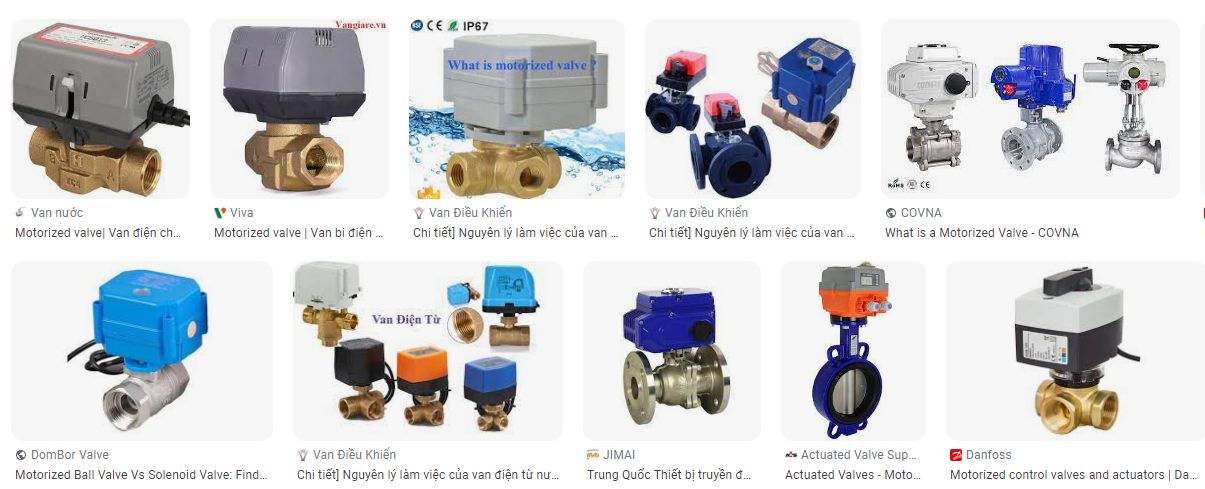 Vangiare.vn
CE IP67
What is motorized valve ?
RoHS CE
Van nước
Viva
Van Điều Khiển
Van Điều Khiển
COVNA
Motorized valve| Van điện ch...
Motorized valve | Van bi điện ...
Chi tiết] Nguyên lý làm việc của van ...
Chi tiết] Nguyên lý làm việc của van ...
What is a Motorized Valve - COVNA
Van Điện Từ
DomBor Valve
Van Điều Khiển
JIMAI
Actuated Valve Sup...
Danfoss
Motorized Ball Valve Vs Solenoid Valve: Find...
Chi tiết] Nguyên lý làm việc của van điện từ nư...
Trung Quốc Thiết bị truyền đ...
Actuated Valves - Moto...
Motorized control valves and actuators | Da...